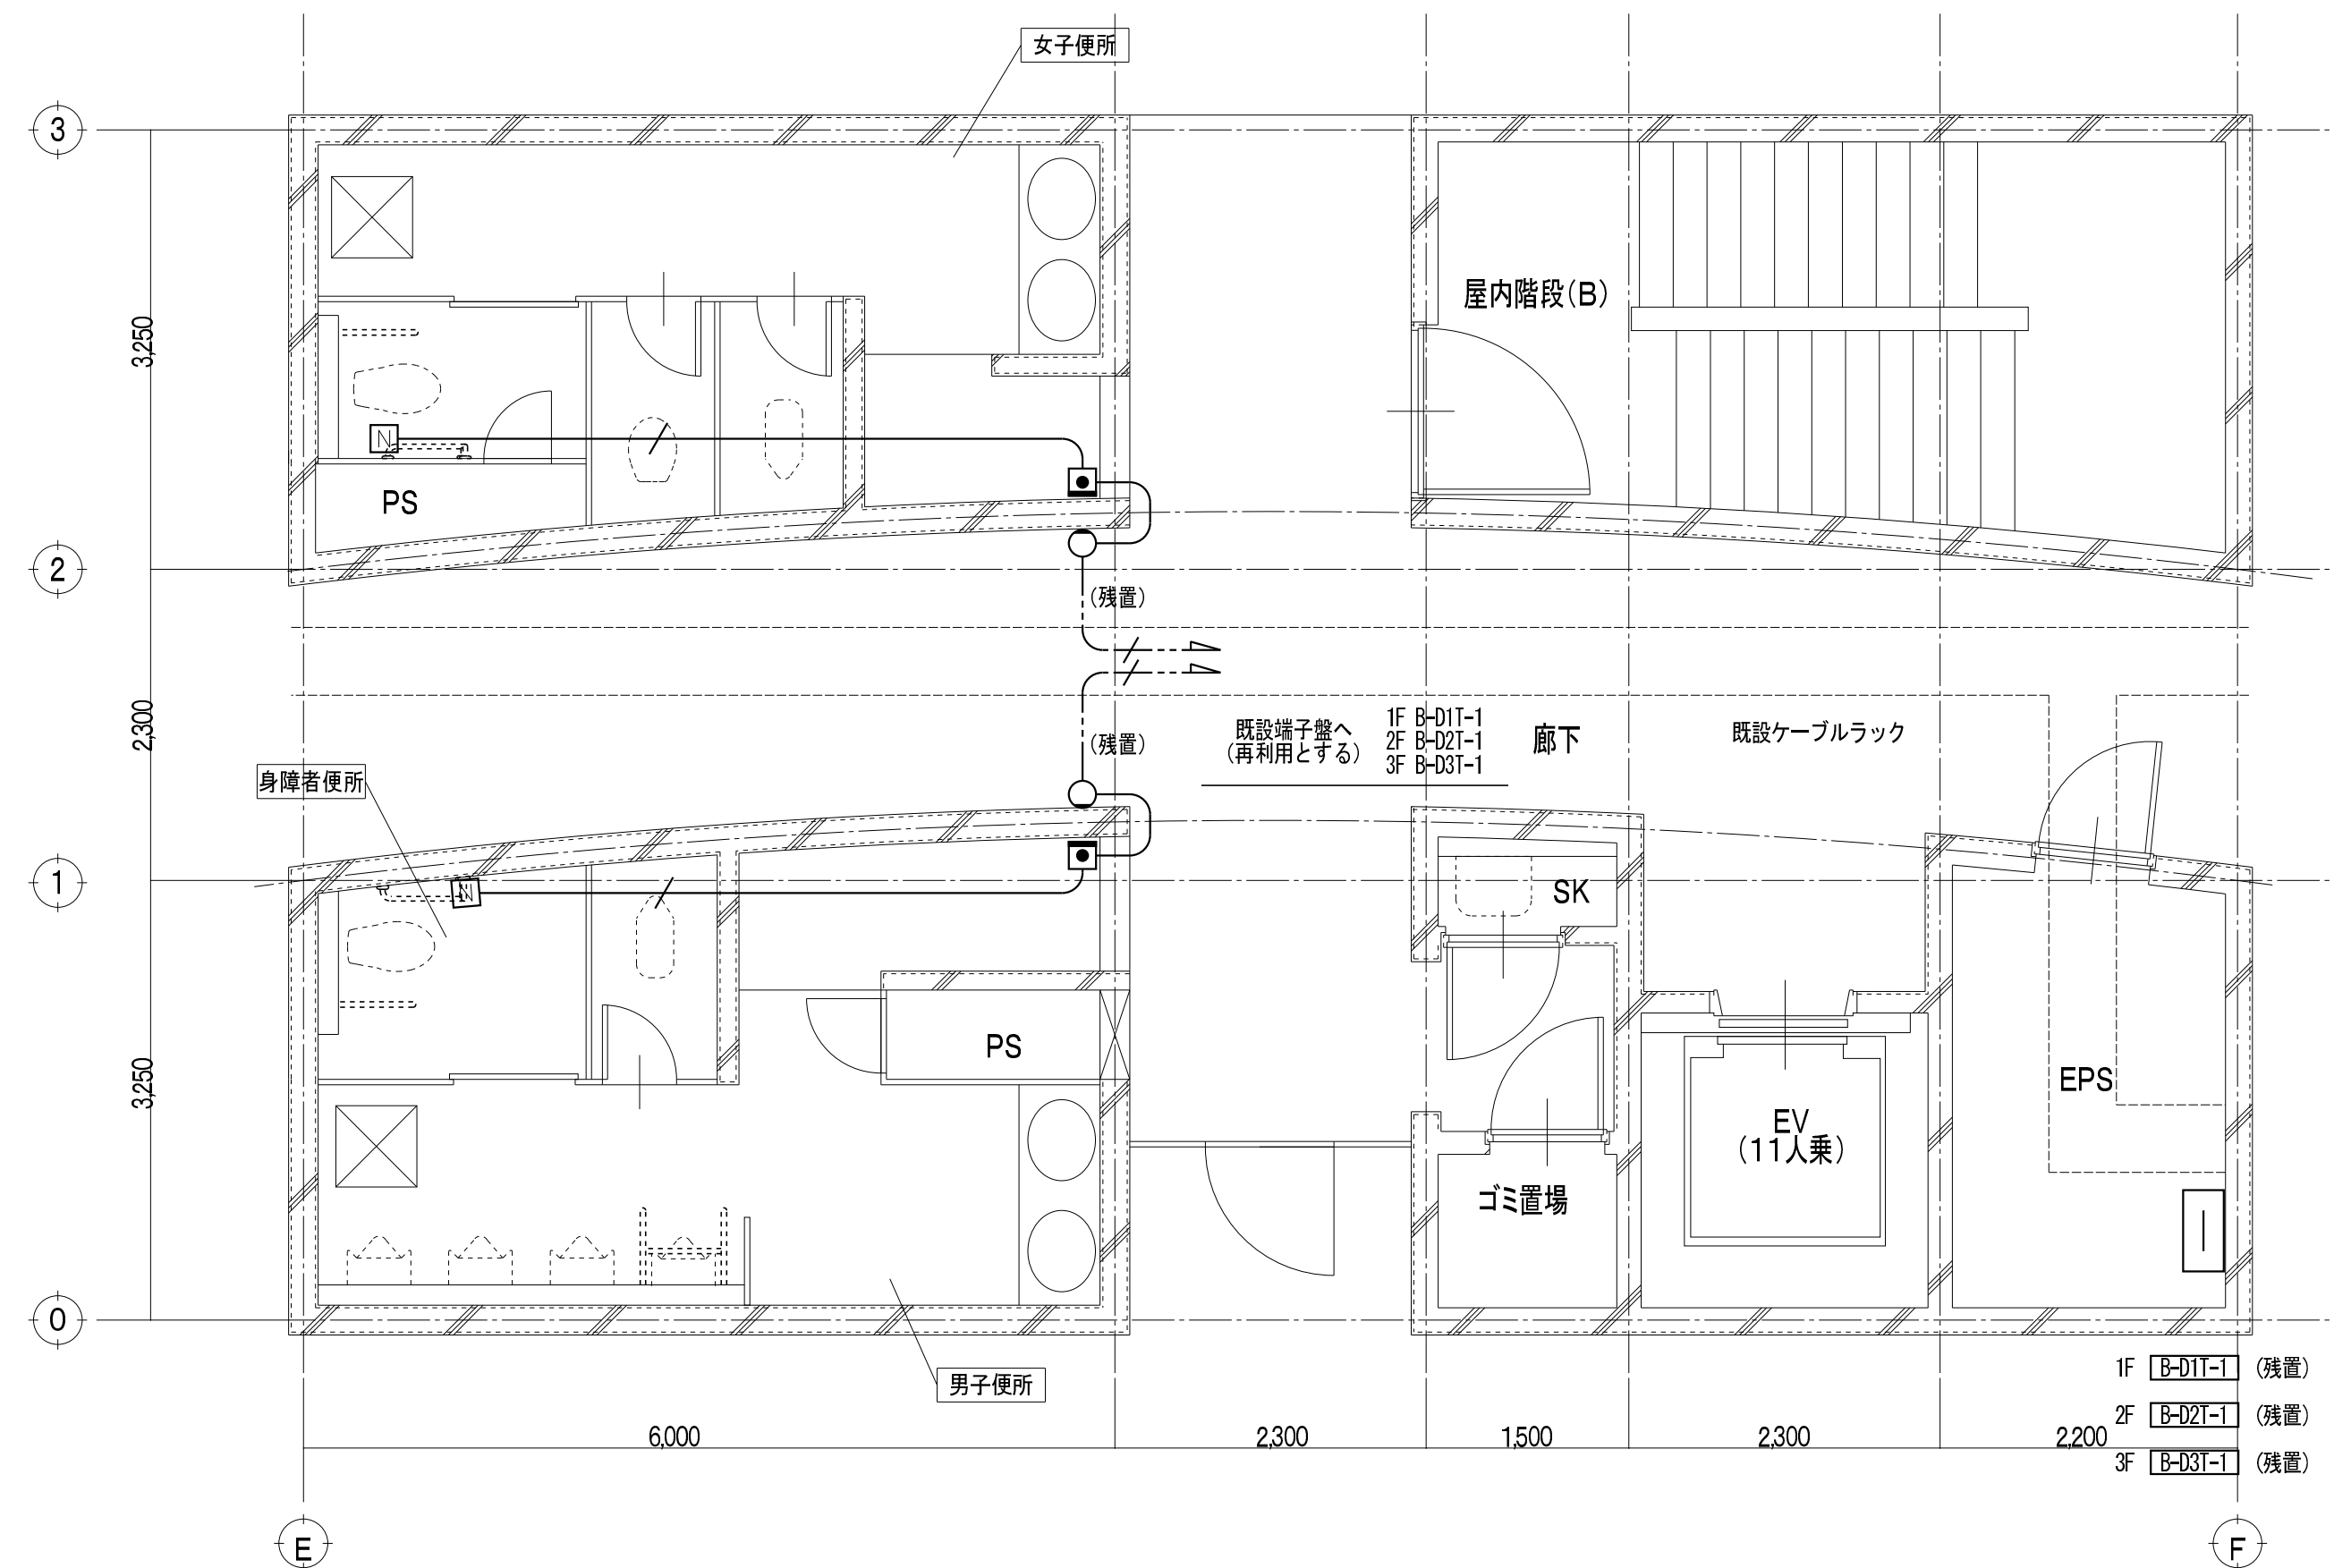 女子便所
3
屋内階段(B)
3,250
N
PS
2
(残置)
2,300
既設端子盤へ
(再利用とする)
1F B-D1T-1
2F B-D2T-1
3F B-D3T-1
廊下
既設ケーブルラック
(残置)
身障者便所
1
N
SK
PS
EPS
3,250
EV
(11人乗)
ゴミ置場
0
男子便所
1F B-D1T-1 (残置)
2F B-D2T-1 (残置)
3F B-D3T-1 (残置)
6,000
2,300
1,500
2,300
2,200
E
F